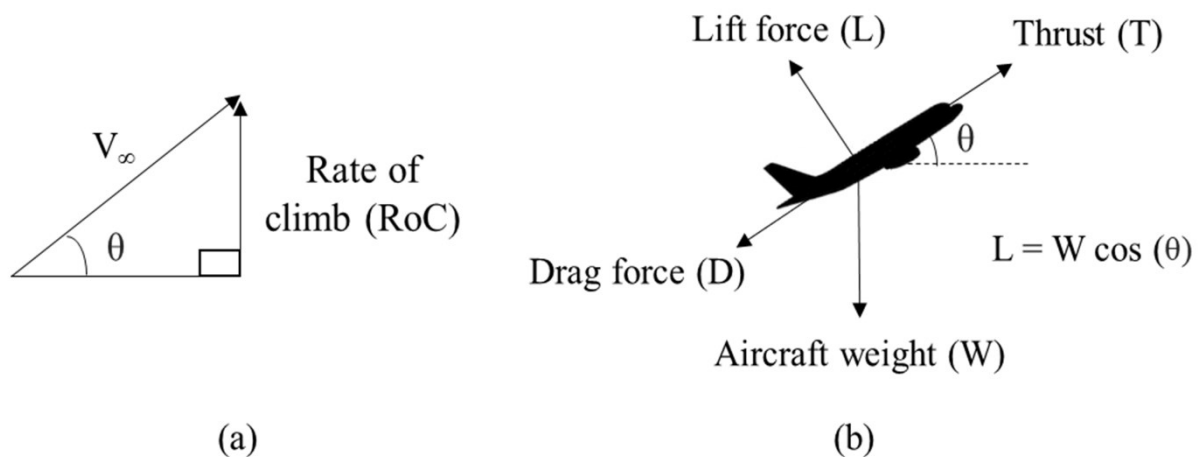 V∞
θ
Rate of
climb (RoC)
(a)
Lift force (L)
Thrust (T)
θ
Drag force (D)
L = W cos (θ)
Aircraft weight (W)
(b)